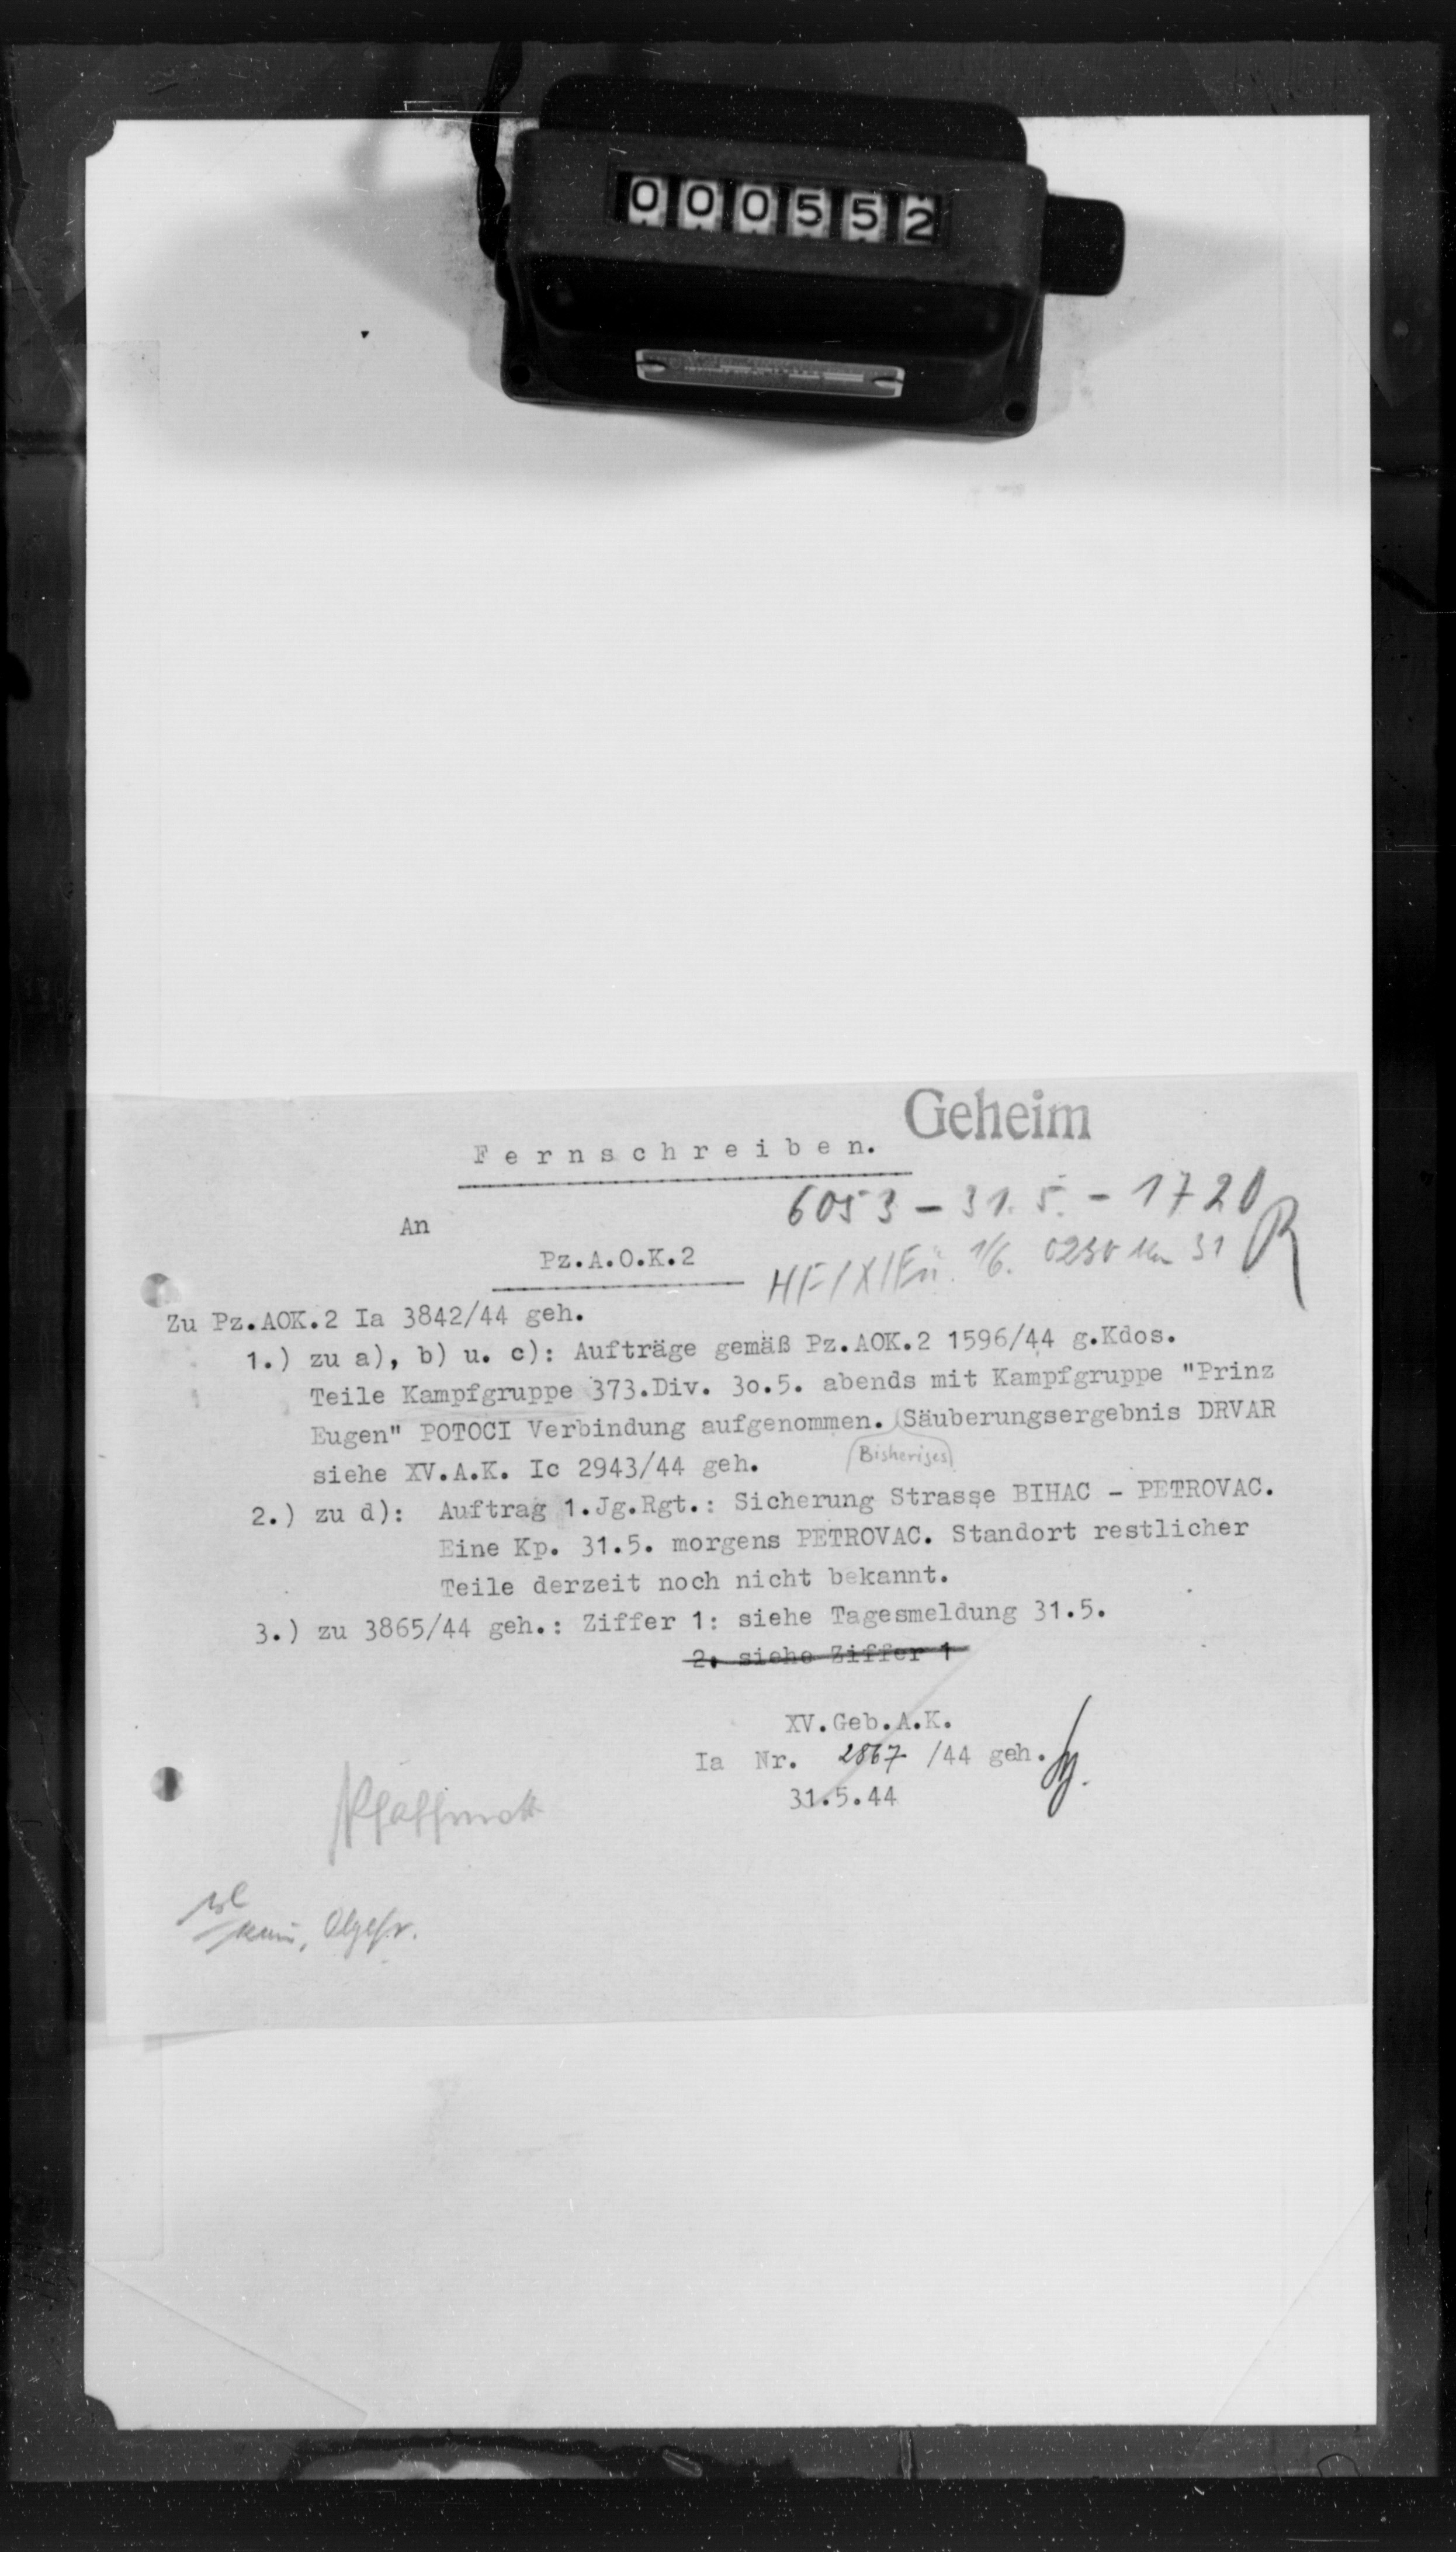 000552
Geheim
Fernschreiben.
6053 - 31.5. - 1720
An
Pz.A.O.K.2
1/6. 0230 31
Zu Pz.AOK.2 Ia 3842/44 geh.
1.) zu a), b) u. c): Aufträge gemäß Pz.AOK.2 1596/44 g.Kdos.
Teile Kampfgruppe 373.Div. 3o.5. abends mit Kampfgruppe "Prinz
Eugen" POTOCI Verbindung aufgenommen. Säuberungsergebnis DRVAR
Bisheriges
siehe XV.A.K. Ic 2943/44 geh.
2.) zu d): Auftrag 1.Jg.Rgt.: Sicherung Strasse BIHAC - PETROVAC.
Eine Kp. 31.5. morgens PETROVAC. Standort restlicher
Teile derzeit noch nicht bekannt.
3.) zu 3865/44 geh.: Ziffer 1: siehe Tagesmeldung 31.5.
2. siehe Ziffer 1
XV.Geb.A.K.
Ia Nr. 2867 /44 geh.
31.5.44